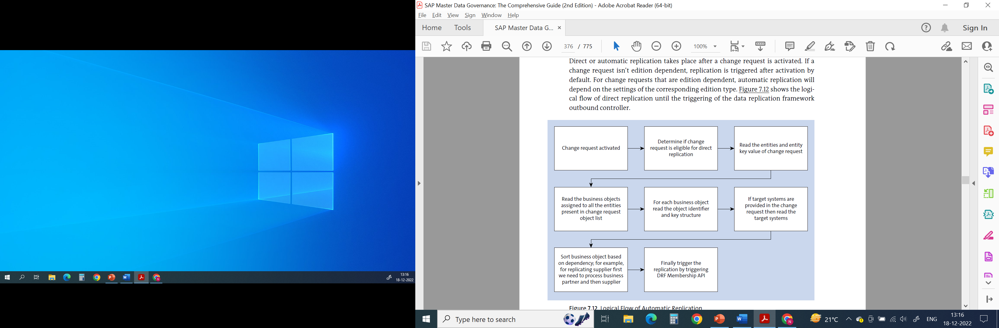 13:16
18-12-2022
SAP Master Data Governance: The Comprehensive Guide (2nd Edition) - Adobe Acrobat Reader (64-bit)
File Edit View Sign Window Help
Home Tools SAP Master Data G... × Sign In
376 / 775 100%
Direct or automatic replication takes place after a change request is activated. If a
change request isn’t edition dependent, replication is triggered after activation by
default. For change requests that are edition dependent, automatic replication will
depend on the settings of the corresponding edition type. Figure 7.12 shows the logi-
cal flow of direct replication until the triggering of the data replication framework
outbound controller.
Change request activated
Determine if change
request is eligible for direct
replication
Read the entities and entity
key value of change request
Read the business objects
assigned to all the entities
present in change request
object list
For each business object
read the object identifier
and key structure
If target systems are
provided in the change
request then read the
target systems
Sort business object based
on dependency; for example,
for replicating supplier first
we need to process business
partner and then supplier
Finally trigger the
replication by triggering
DRF Membership API
Figure 7.12 Logical Flow of Automatic Replication
Type here to search
21°C
ENG
13:16
18-12-2022